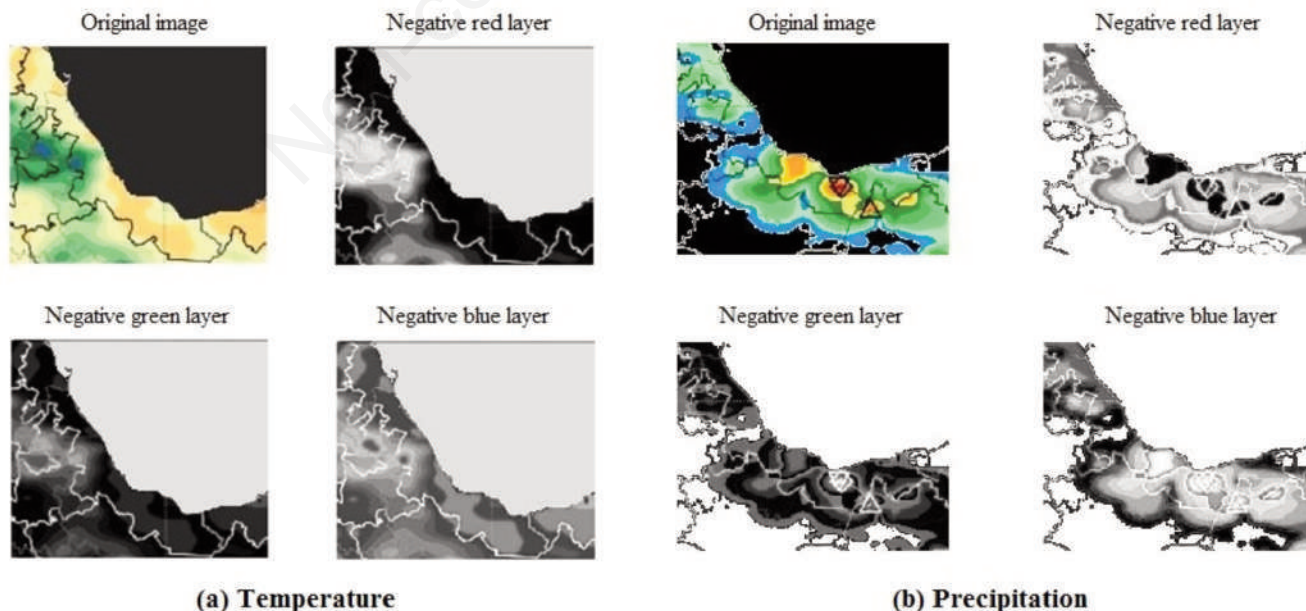 Original image
Negative red layer
Negative green layer
Negative blue layer
(a) Temperature
Original image
Negative red layer
Negative green layer
Negative blue layer
(b) Precipitation